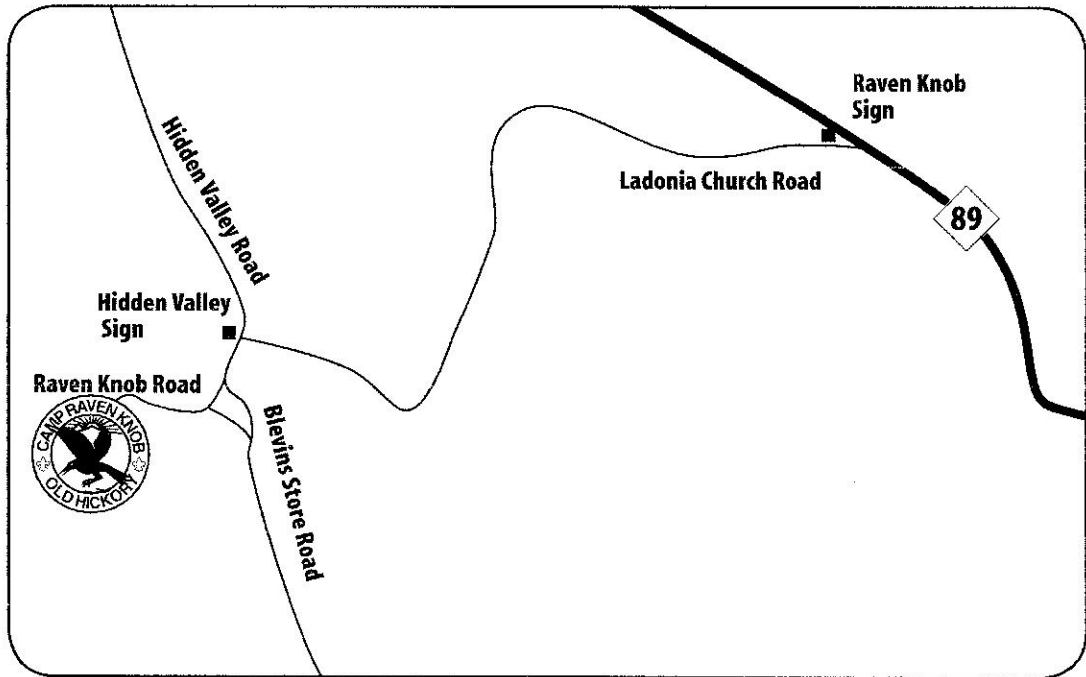 Raven Knob
Sign
Ladonia Church Road
89
Hidden Valley Road
Hidden Valley
Sign
Raven Knob Road
CAMP RAVEN KNOB
OLD HICKORY
Blevins Store Road